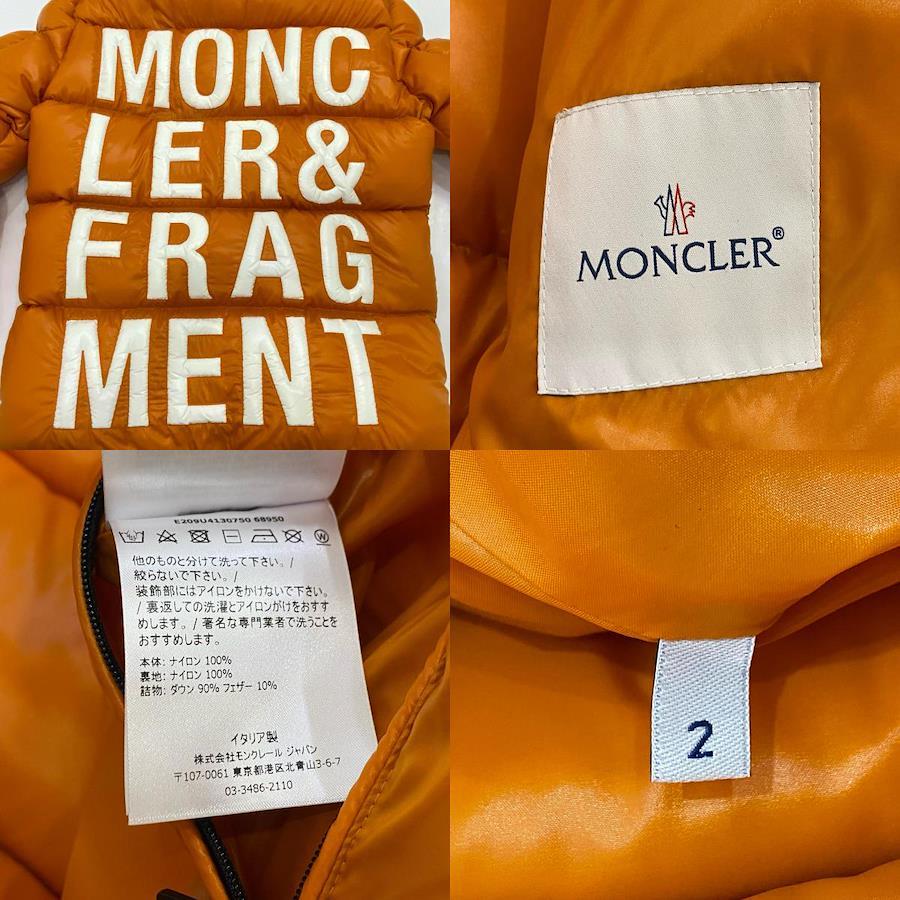 MONC
LER&
FRAG
MENT
MONCLER®
E209U4130750 68950
W
他のものと分けて洗って下さい。/
絞らないで下さい。/
装飾部にはアイロンをかけないで下さい。
/ 裏返しての洗濯とアイロンがけをおすす
めします。/ 著名な専門業者で洗うことを
おすすめします。
本体: ナイロン 100%
裏地: ナイロン 100%
詰物: ダウン 90% フェザー 10%
イタリア製
株式会社モンクレール ジャパン
〒107-0061 東京都港区北青山3-6-7
03-3486-2110
2